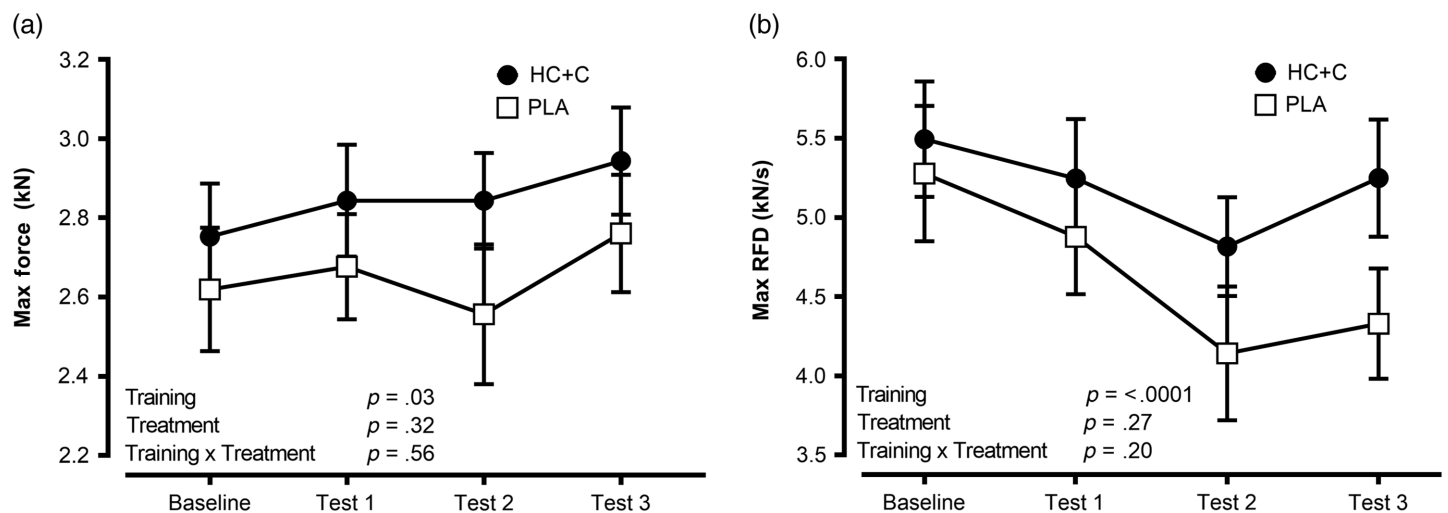 (a)
3.2
3.0
2.8
2.6
2.4
2.2
Max force (kN)
HC+C
PLA
Training p = .03
Treatment p = .32
Training x Treatment p = .56
Baseline Test 1 Test 2 Test 3
(b)
6.0
5.5
5.0
4.5
4.0
3.5
Max RFD (kN/s)
HC+C
PLA
Training p = <.0001
Treatment p = .27
Training x Treatment p = .20
Baseline Test 1 Test 2 Test 3